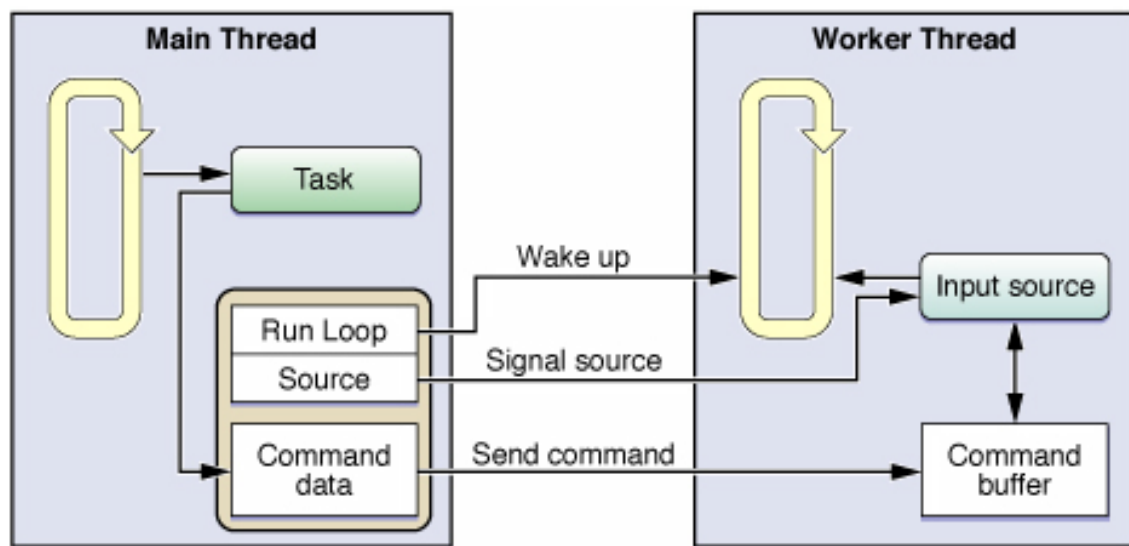 Main Thread
Worker Thread
Task
Wake up
Input source
Run Loop
Signal source
Source
Send command
Command
data
Command
buffer